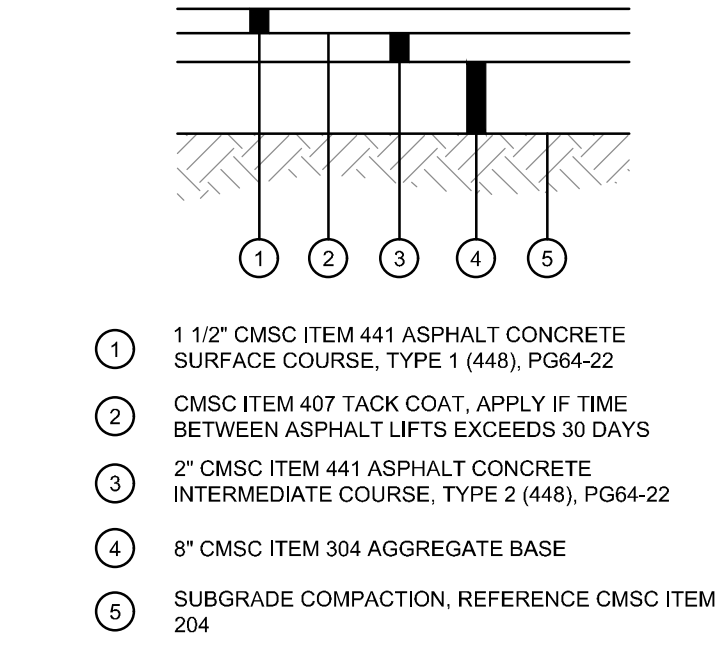 1 2 3 4 5
1 1 1/2" CMSC ITEM 441 ASPHALT CONCRETE
SURFACE COURSE, TYPE 1 (448), PG64-22
2 CMSC ITEM 407 TACK COAT, APPLY IF TIME
BETWEEN ASPHALT LIFTS EXCEEDS 30 DAYS
3 2" CMSC ITEM 441 ASPHALT CONCRETE
INTERMEDIATE COURSE, TYPE 2 (448), PG64-22
4 8" CMSC ITEM 304 AGGREGATE BASE
5 SUBGRADE COMPACTION, REFERENCE CMSC ITEM
204